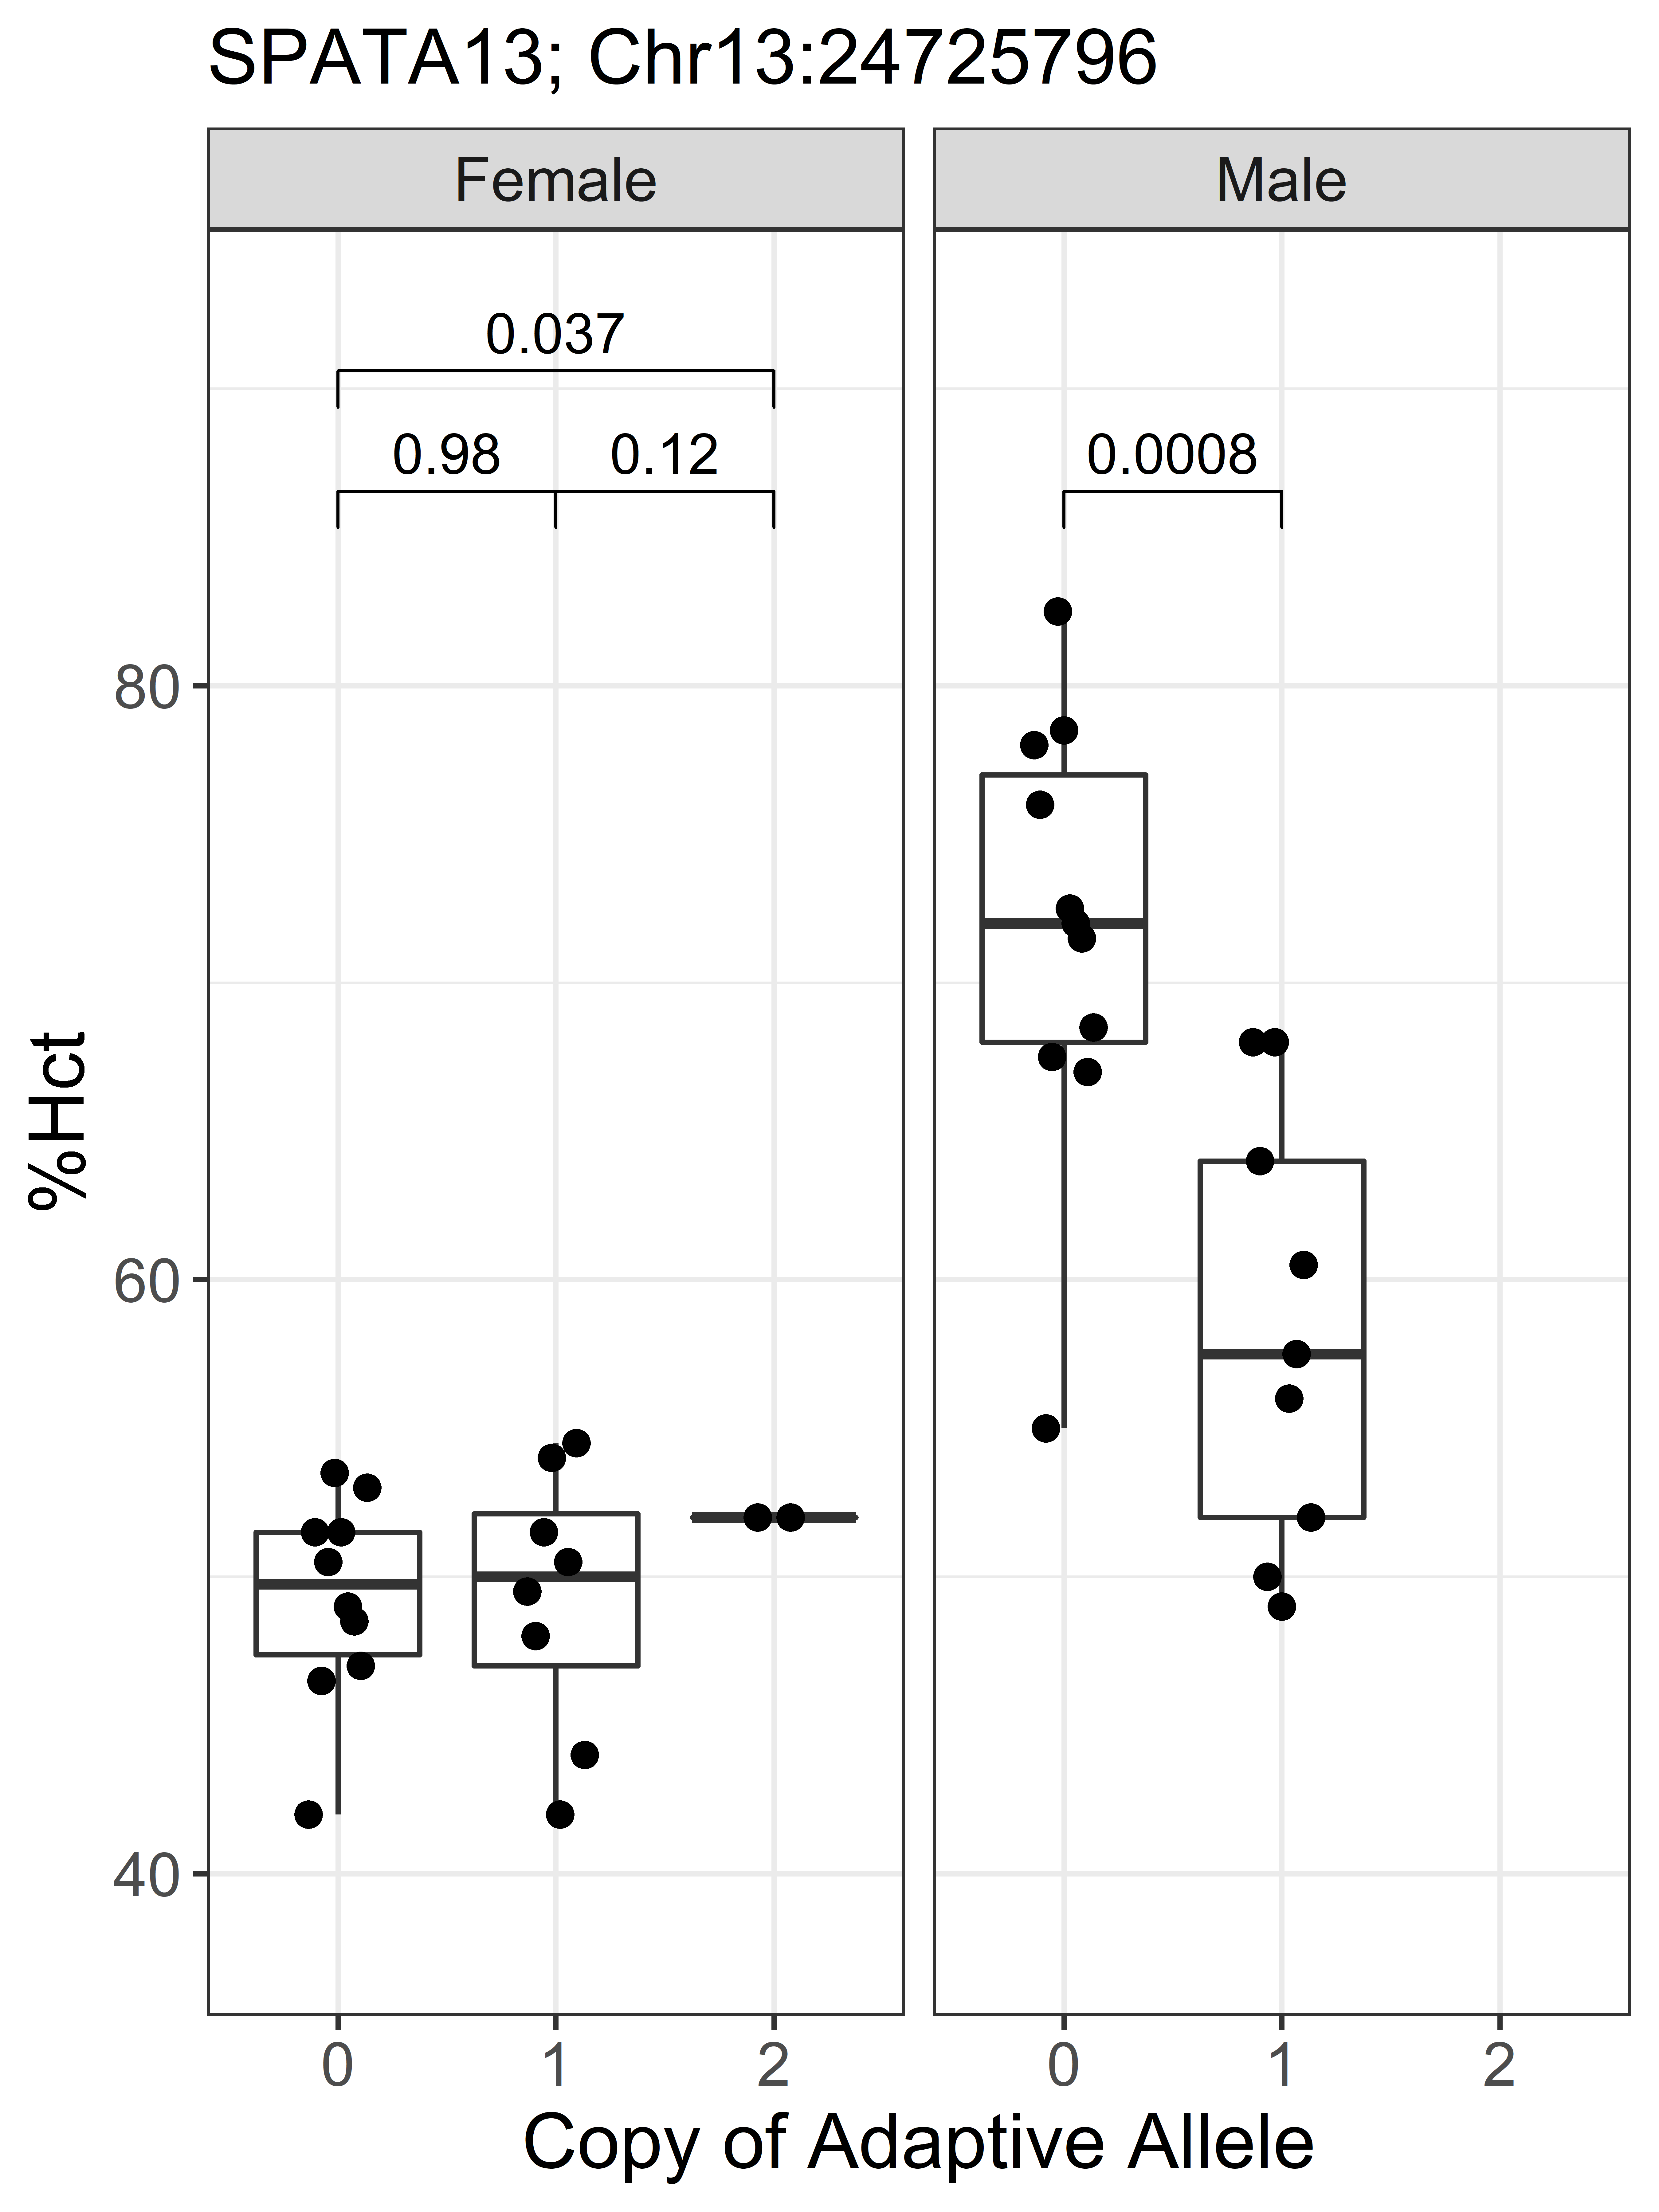 SPATA13; Chr13:24725796
Female
Male
0.037
0.98
0.12
0.0008
%Hct
80
60
40
0
1
2
0
1
2
Copy of Adaptive Allele